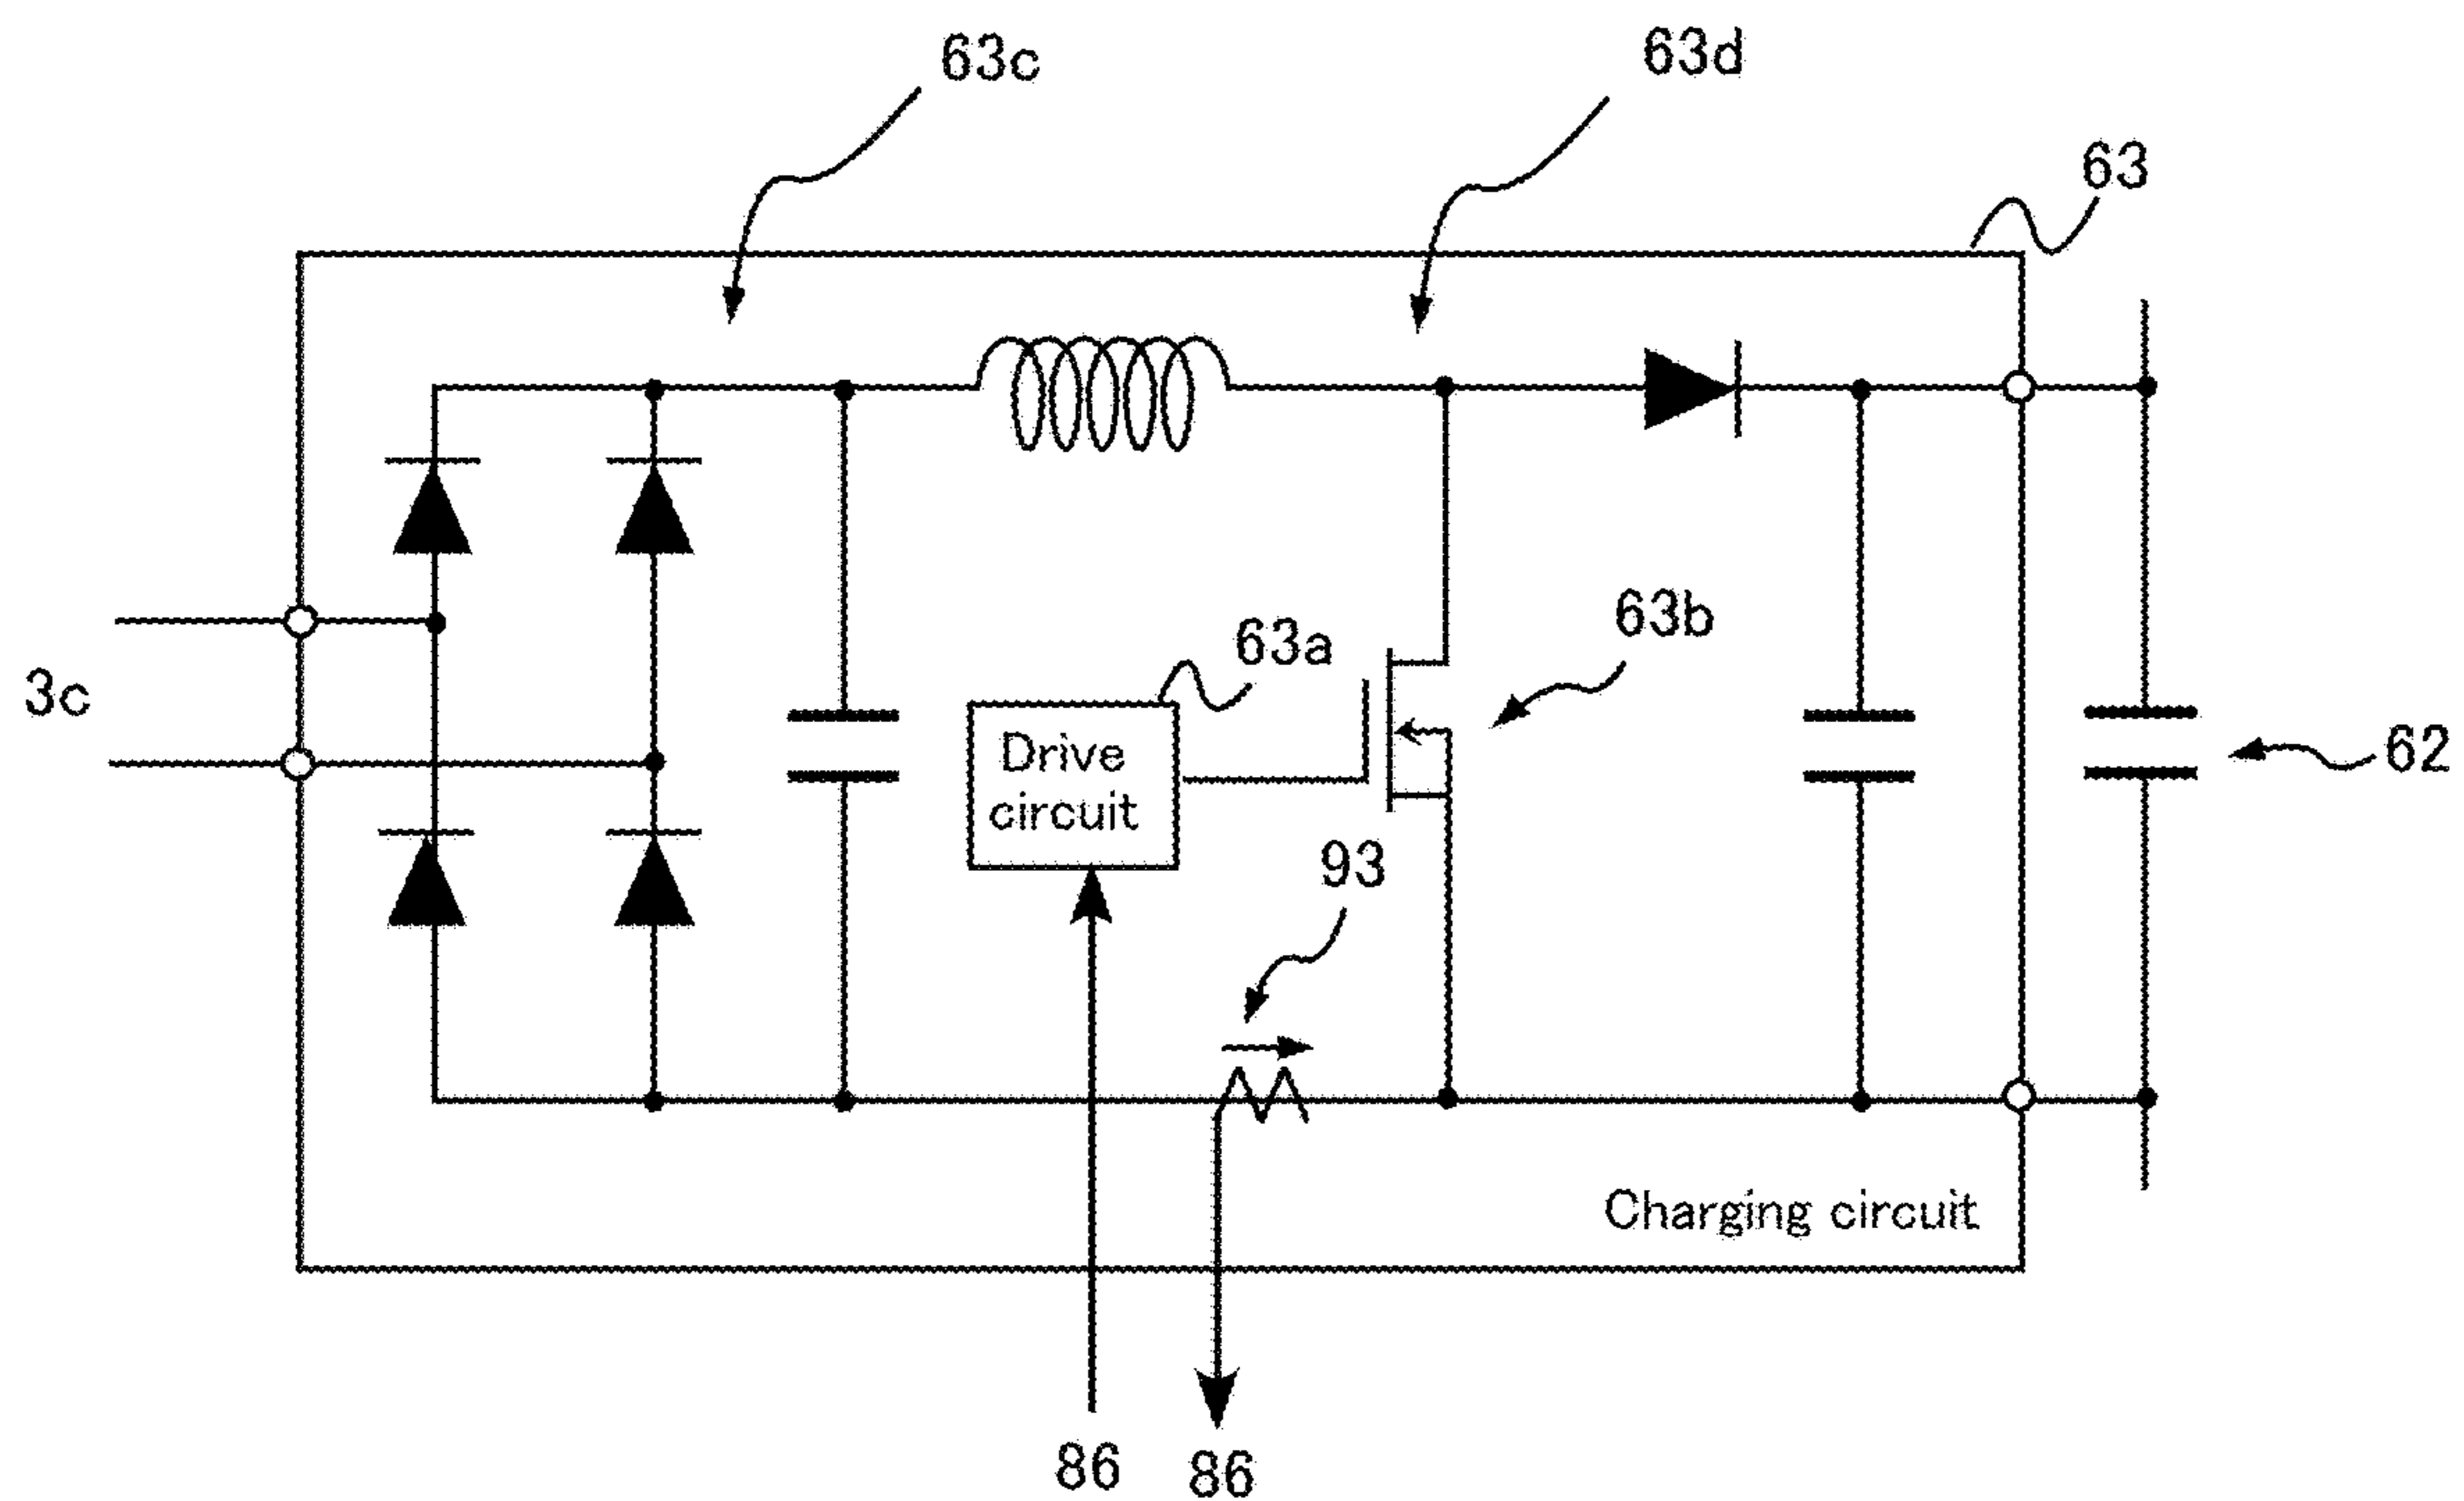 63c
63d
63
63a
63b
3c
Drive
circuit
62
93
Charging circuit
86
86